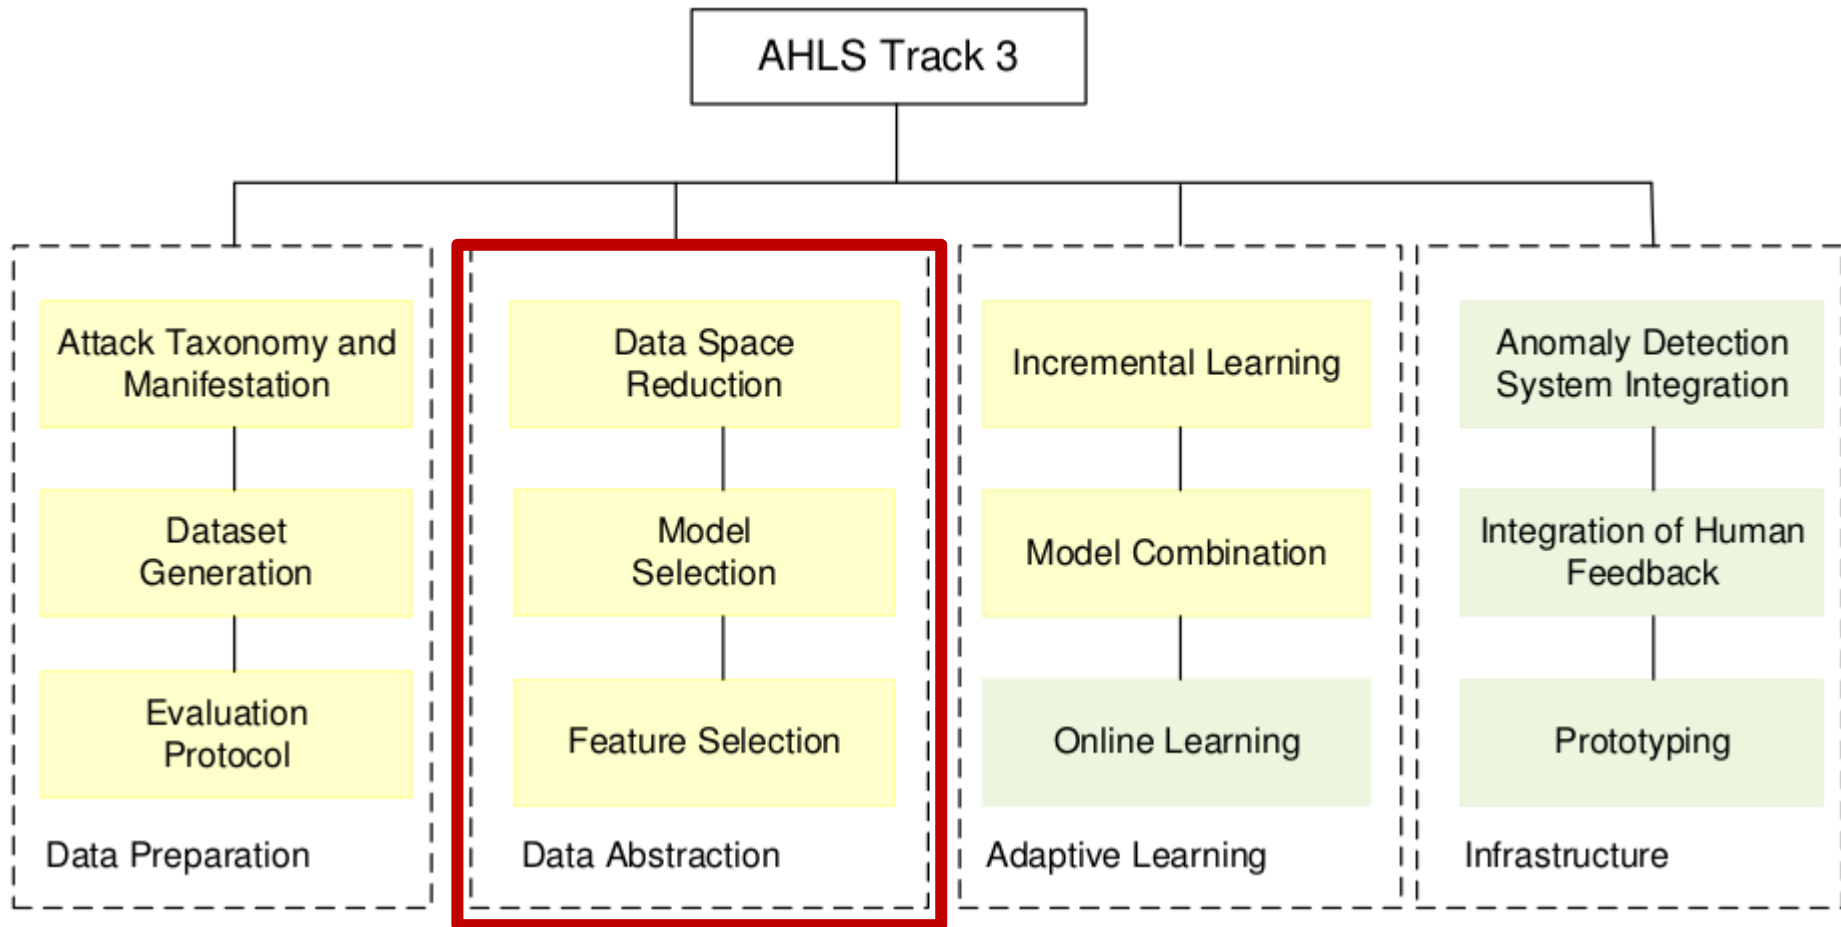 AHLS Track 3
Attack Taxonomy and
Manifestation
Dataset
Generation
Evaluation
Protocol
Data Preparation
Data Space
Reduction
Model
Selection
Feature Selection
Data Abstraction
Incremental Learning
Model Combination
Online Learning
Adaptive Learning
Anomaly Detection
System Integration
Integration of Human
Feedback
Prototyping
Infrastructure